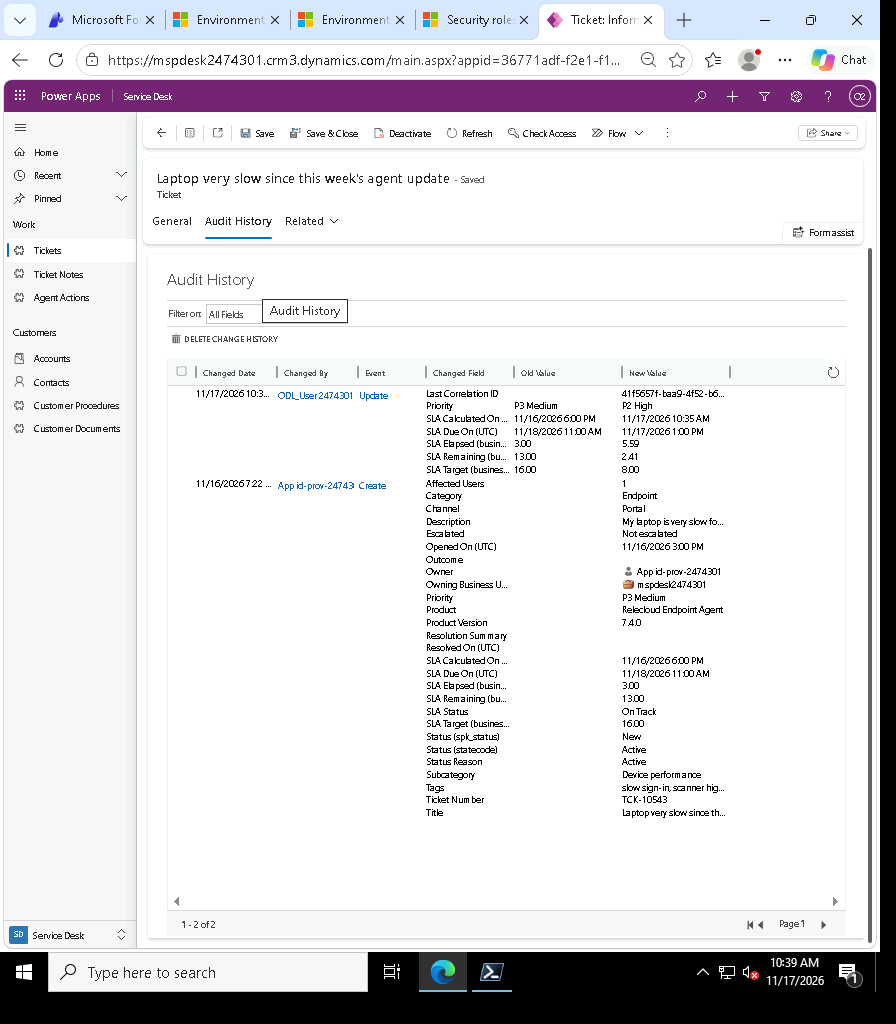 Microsoft Fo
Environment
Environment
Security role
Ticket: Inform
https://mspdesk2474301.crm3.dynamics.com/main.aspx?appid=36771adf-f2e1-f1...
Chat
Power Apps
Service Desk
O2
Home
Recent
Pinned
Work
Tickets
Ticket Notes
Agent Actions
Customers
Accounts
Contacts
Customer Procedures
Customer Documents
SD
Service Desk
Save
Save & Close
Deactivate
Refresh
Check Access
Flow
Share
Laptop very slow since this week's agent update - Saved
Ticket
General
Audit History
Related
Form assist
Audit History
Filter on:
All Fields
Audit History
DELETE CHANGE HISTORY
Changed Date Changed By Event Changed Field Old Value New Value
11/17/2026 10:3... ODL_User 2474301 Update Last Correlation ID 41f5657f-baa9-4f52-b6...
Priority P3 Medium P2 High
SLA Calculated On ... 11/16/2026 6:00 PM 11/17/2026 10:35 AM
SLA Due On (UTC) 11/18/2026 11:00 AM 11/17/2026 1:00 PM
SLA Elapsed (busin... 3.00 5.59
SLA Remaining (bu... 13.00 2.41
SLA Target (busines... 16.00 8.00
11/16/2026 7:22 ... App id-prov-24743 Create Affected Users 1
Category Endpoint
Channel Portal
Description My laptop is very slow fo...
Escalated Not escalated
Opened On (UTC) 11/16/2026 3:00 PM
Outcome
Owner App id-prov-2474301
Owning Business U... mspdesk2474301
Priority P3 Medium
Product Relecloud Endpoint Agent
Product Version 7.4.0
Resolution Summary
Resolved On (UTC)
SLA Calculated On ... 11/16/2026 6:00 PM
SLA Due On (UTC) 11/18/2026 11:00 AM
SLA Elapsed (busin... 3.00
SLA Remaining (bu... 13.00
SLA Status On Track
SLA Target (busines... 16.00
Status (spk_status) New
Status (statecode) Active
Status Reason Active
Subcategory Device performance
Tags slow sign-in, scanner hig...
Ticket Number TCK-10543
Title Laptop very slow since th...
1 - 2 of 2
Page 1
Type here to search
10:39 AM
11/17/2026
1